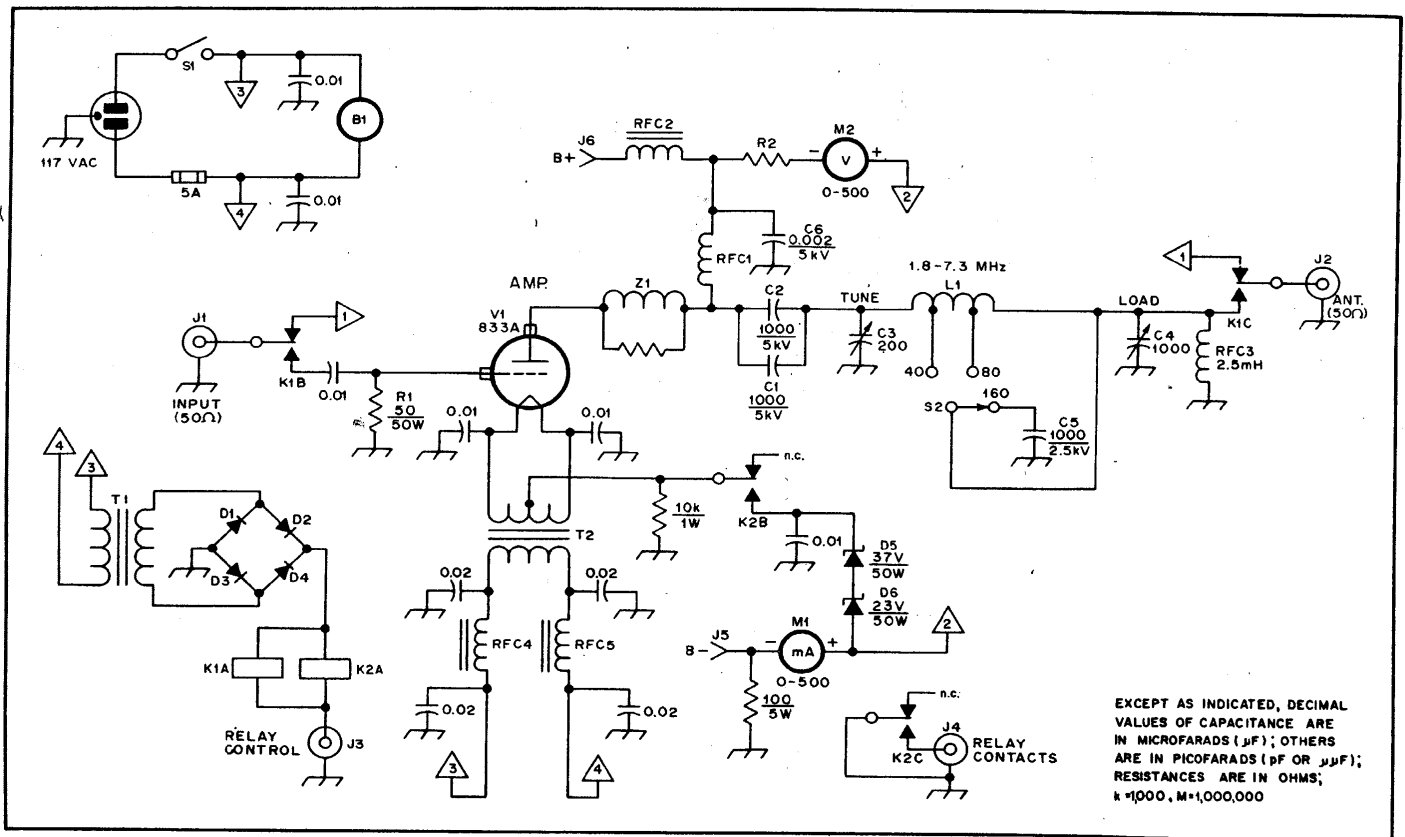 S1
3
0.01
B1
117 VAC
5A
4
0.01
J6
B+
RFC2
R2
M2
- V +
0-500
2
C6
0.002
5kV
RFC1
1.8-7.3 MHz
L1
AMP.
V1
833A
Z1
C2
1000
5kV
C1
1000
5kV
TUNE
C3
200
40
80
S2
160
C5
1000
2.5kV
LOAD
C4
1000
RFC3
2.5mH
1
K1C
J2
ANT.
(50Ω)
J1
INPUT
(50Ω)
1
K1B
0.01
R1
50
50W
0.01
0.01
4
3
T1
D1
D2
D3
D4
K1A
K2A
RELAY
CONTROL
J3
T2
0.02
0.02
RFC4
RFC5
0.02
0.02
3
4
10k
1W
n.c.
K2B
0.01
D5
37V
50W
D6
23V
50W
2
J5
B-
M1
- mA +
0-500
100
5W
n.c.
K2C
J4
RELAY
CONTACTS
EXCEPT AS INDICATED, DECIMAL
VALUES OF CAPACITANCE ARE
IN MICROFARADS (µF); OTHERS
ARE IN PICOFARADS (pF OR µµF);
RESISTANCES ARE IN OHMS;
k=1,000, M=1,000,000